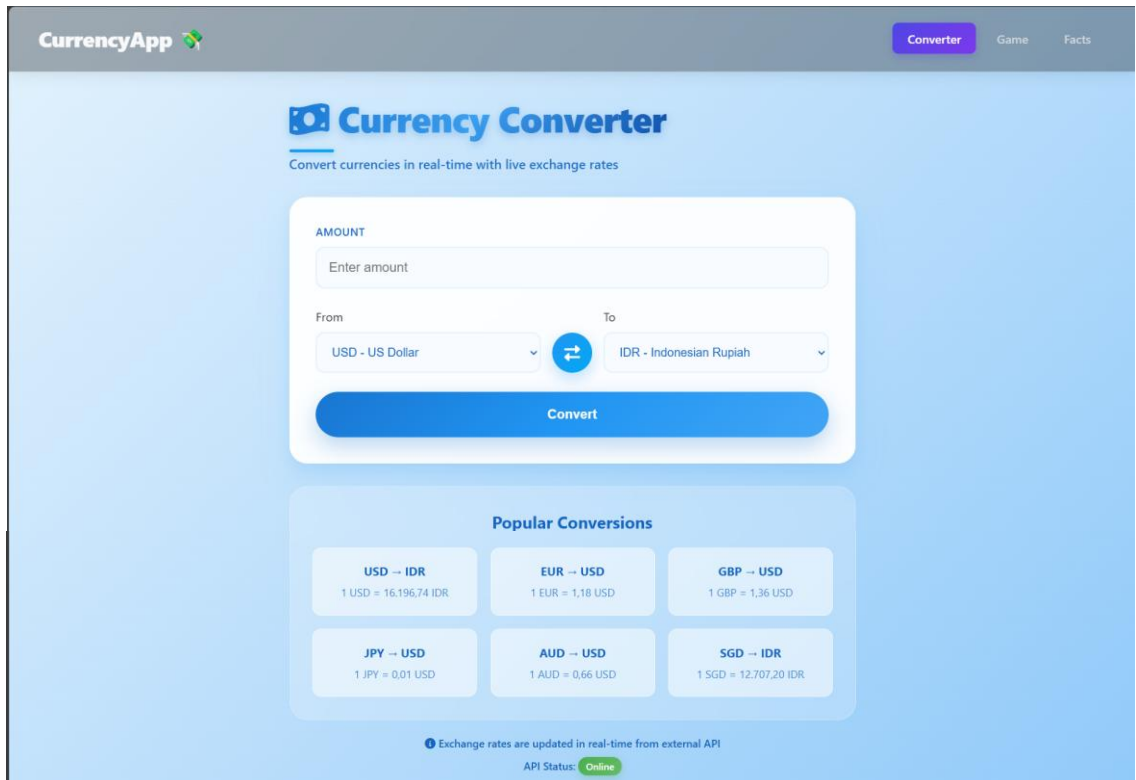 CurrencyApp 💸
Converter Game Facts
Currency Converter
Convert currencies in real-time with live exchange rates
AMOUNT
Enter amount
From To
USD - US Dollar IDR - Indonesian Rupiah
Convert
Popular Conversions
USD → IDR EUR → USD GBP → USD
1 USD = 16.196,74 IDR 1 EUR = 1,18 USD 1 GBP = 1,36 USD
JPY → USD AUD → USD SGD → IDR
1 JPY = 0,01 USD 1 AUD = 0,66 USD 1 SGD = 12.707,20 IDR
Exchange rates are updated in real-time from external API
API Status: Online